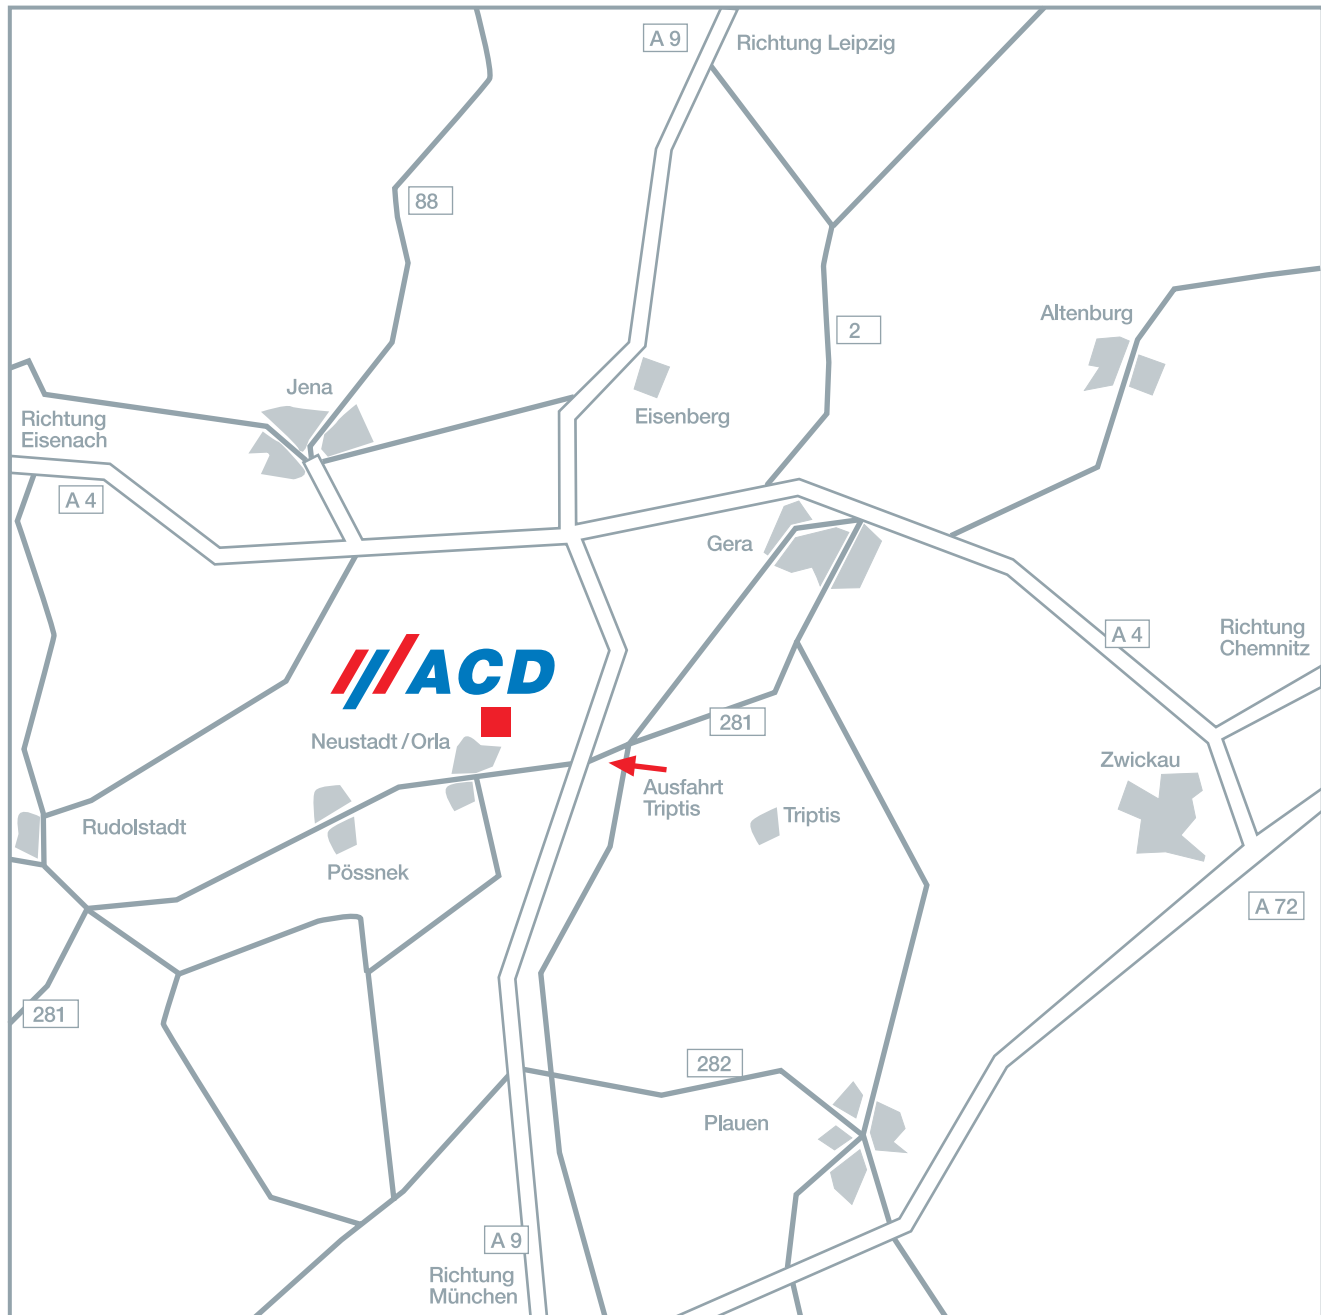 A 9
Richtung Leipzig
88
2
Altenburg
Jena
Richtung
Eisenach
Eisenberg
A 4
Gera
A 4
Richtung
Chemnitz
ACD
281
Neustadt / Orla
Zwickau
Ausfahrt
Triptis
Triptis
Rudolstadt
Pössnek
A 72
281
282
Plauen
A 9
Richtung
München